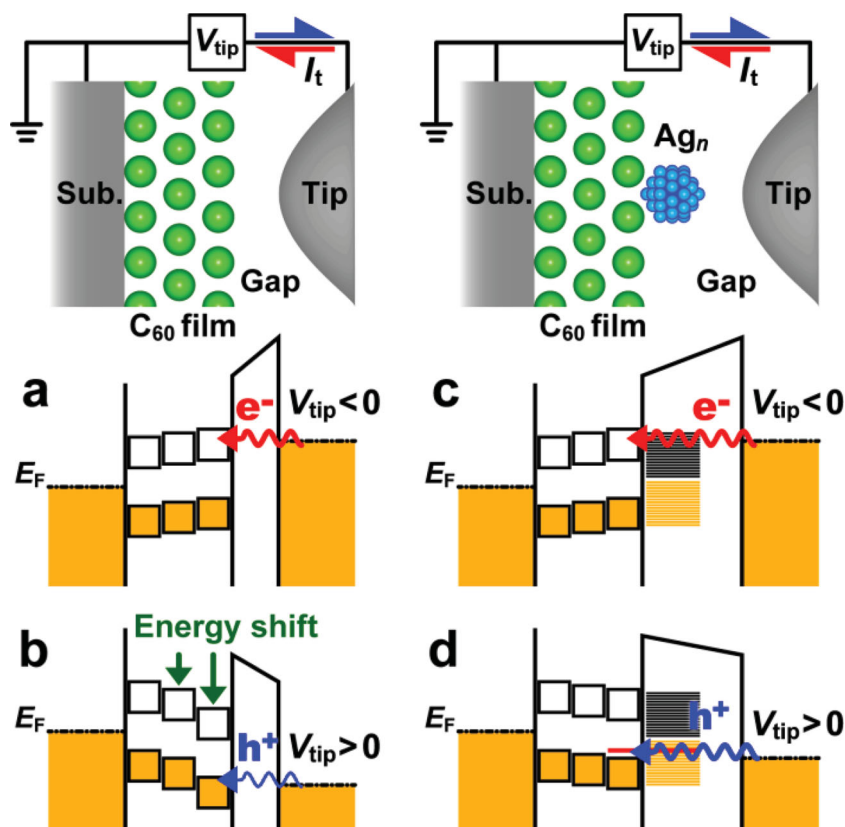 Vtip
It
Sub.
Tip
Gap
C60 film
Vtip
It
Agn
Sub.
Tip
Gap
C60 film
a
e-
Vtip<0
EF
c
e-
Vtip<0
EF
b
Energy shift
EF
h+
Vtip>0
d
EF
h+
Vtip>0